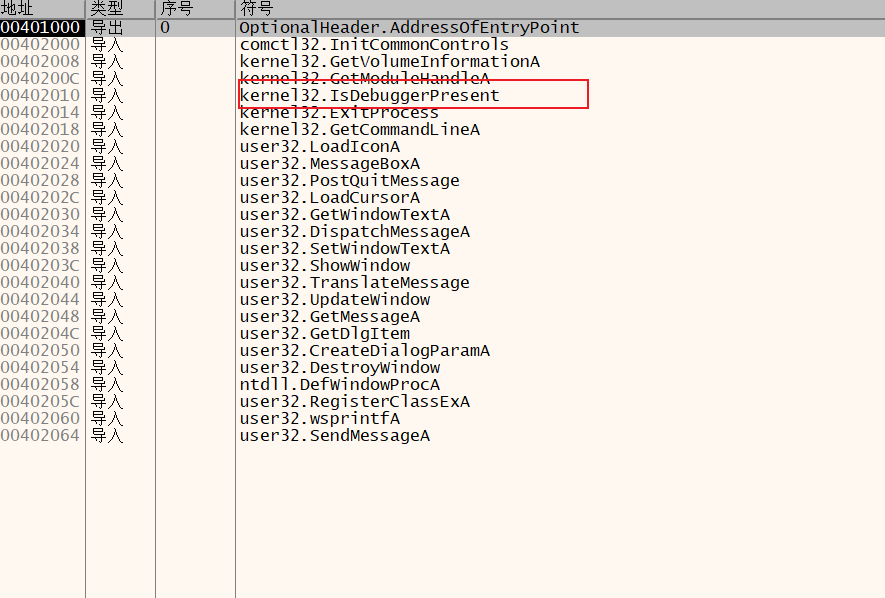 地址 类型 序号 符号
00401000 导出 0 OptionalHeader.AddressOfEntryPoint
00402000 导入 comctl32.InitCommonControls
00402008 导入 kernel32.GetVolumeInformationA
0040200C 导入 kernel32.GetModuleHandleA
00402010 导入 kernel32.IsDebuggerPresent
00402014 导入 kernel32.ExitProcess
00402018 导入 kernel32.GetCommandLineA
00402020 导入 user32.LoadIconA
00402024 导入 user32.MessageBoxA
00402028 导入 user32.PostQuitMessage
0040202C 导入 user32.LoadCursorA
00402030 导入 user32.GetWindowTextA
00402034 导入 user32.DispatchMessageA
00402038 导入 user32.SetWindowTextA
0040203C 导入 user32.ShowWindow
00402040 导入 user32.TranslateMessage
00402044 导入 user32.UpdateWindow
00402048 导入 user32.GetMessageA
0040204C 导入 user32.GetDlgItem
00402050 导入 user32.CreateDialogParamA
00402054 导入 user32.DestroyWindow
00402058 导入 ntdll.DefWindowProcA
0040205C 导入 user32.RegisterClassExA
00402060 导入 user32.wsprintfA
00402064 导入 user32.SendMessageA